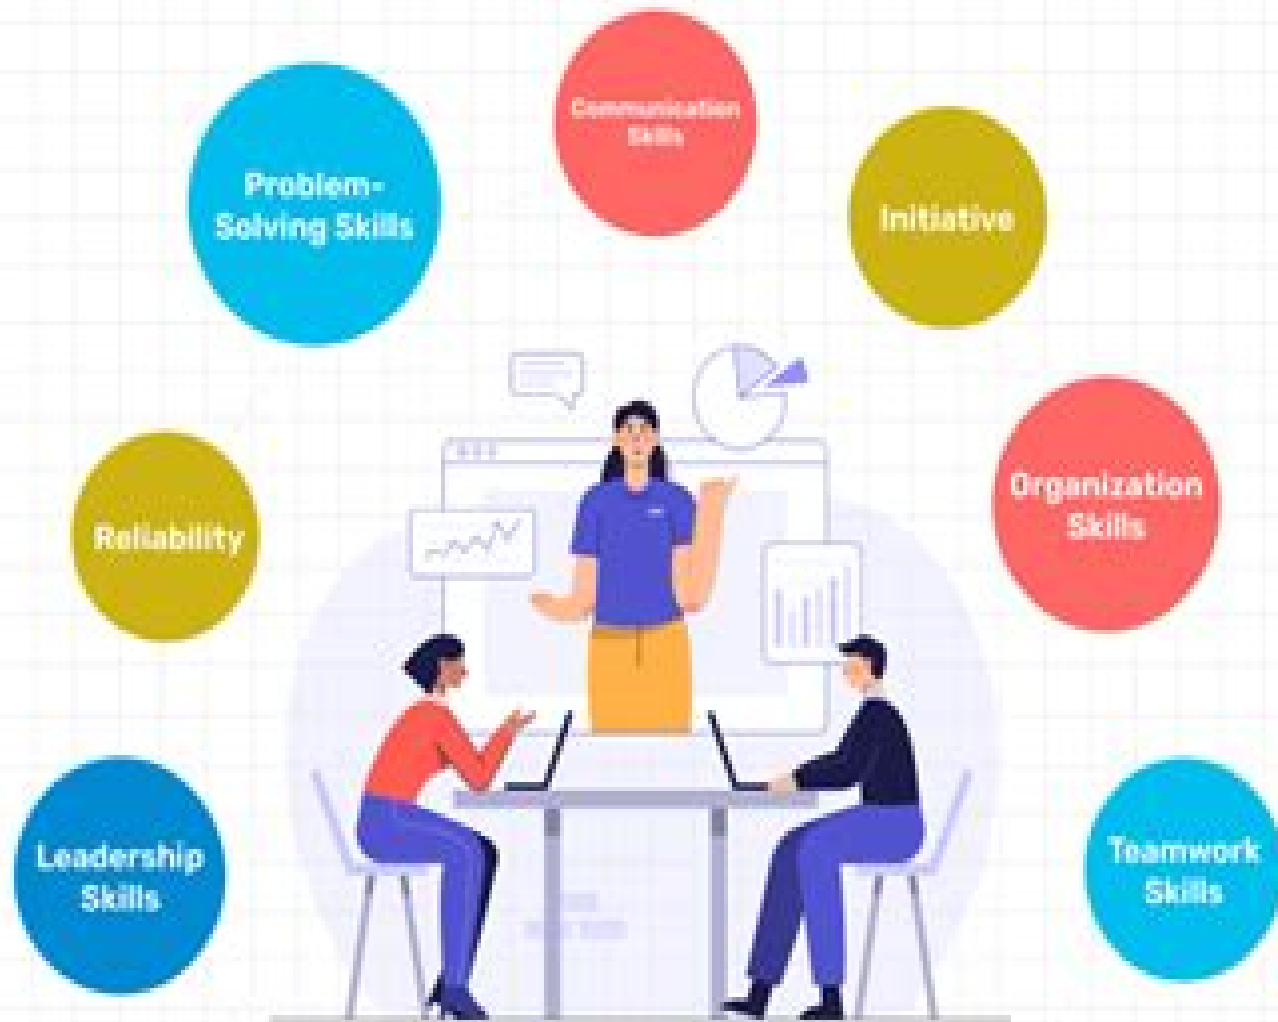 Communication
Skills
Problem-
Solving Skills
Initiative
Organization
Skills
Reliability
Leadership
Skills
Teamwork
Skills